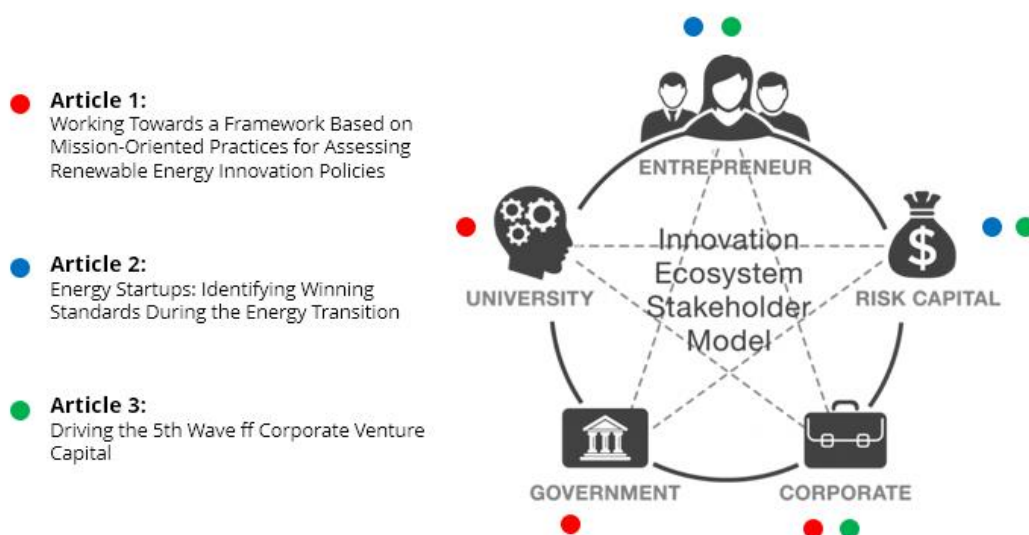 Article 1:
Working Towards a Framework Based on
Mission-Oriented Practices for Assessing
Renewable Energy Innovation Policies
Article 2:
Energy Startups: Identifying Winning
Standards During the Energy Transition
Article 3:
Driving the 5th Wave ff Corporate Venture
Capital
ENTREPRENEUR
Innovation
Ecosystem
Stakeholder
Model
UNIVERSITY
$
RISK CAPITAL
GOVERNMENT
CORPORATE